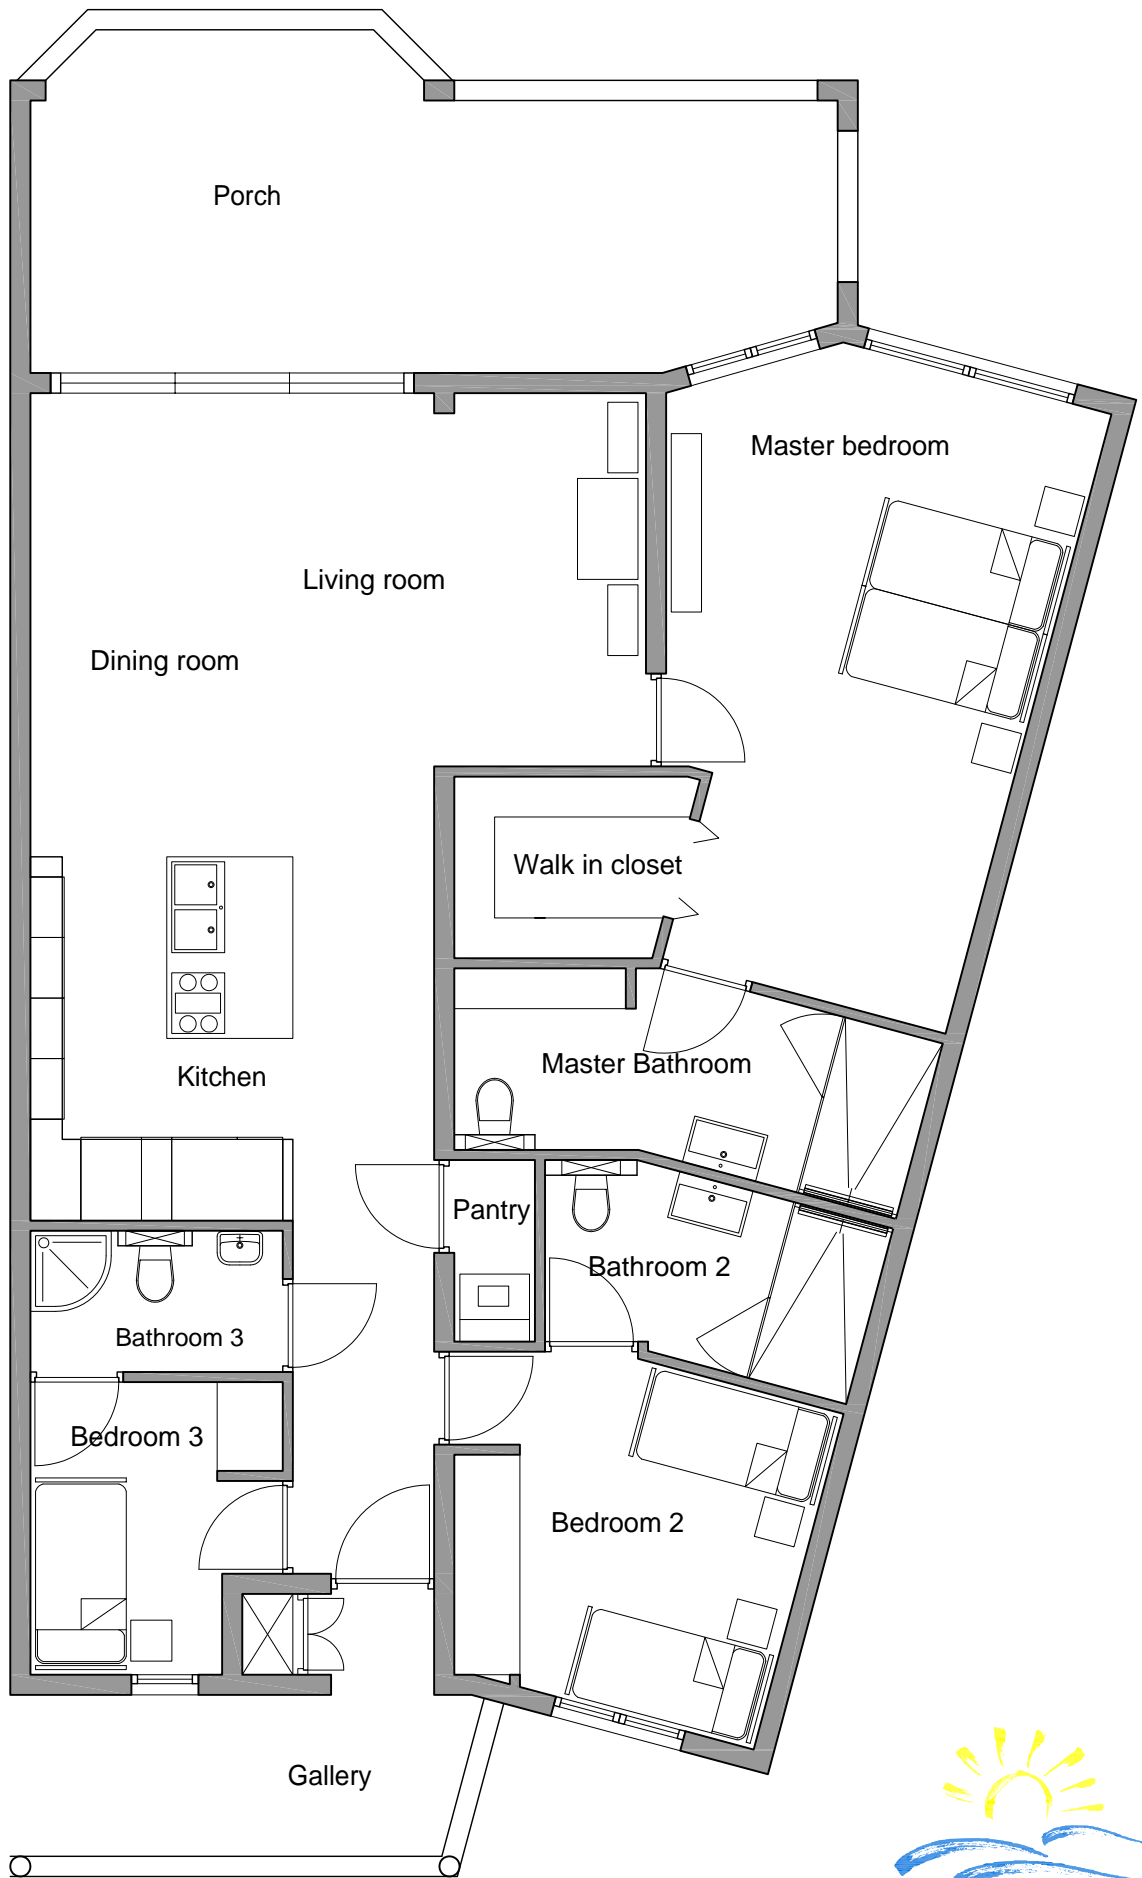 Porch
Master bedroom
Living room
Dining room
Walk in closet
Master Bathroom
Kitchen
Pantry
Bathroom 2
Bathroom 3
Bedroom 3
Bedroom 2
Gallery